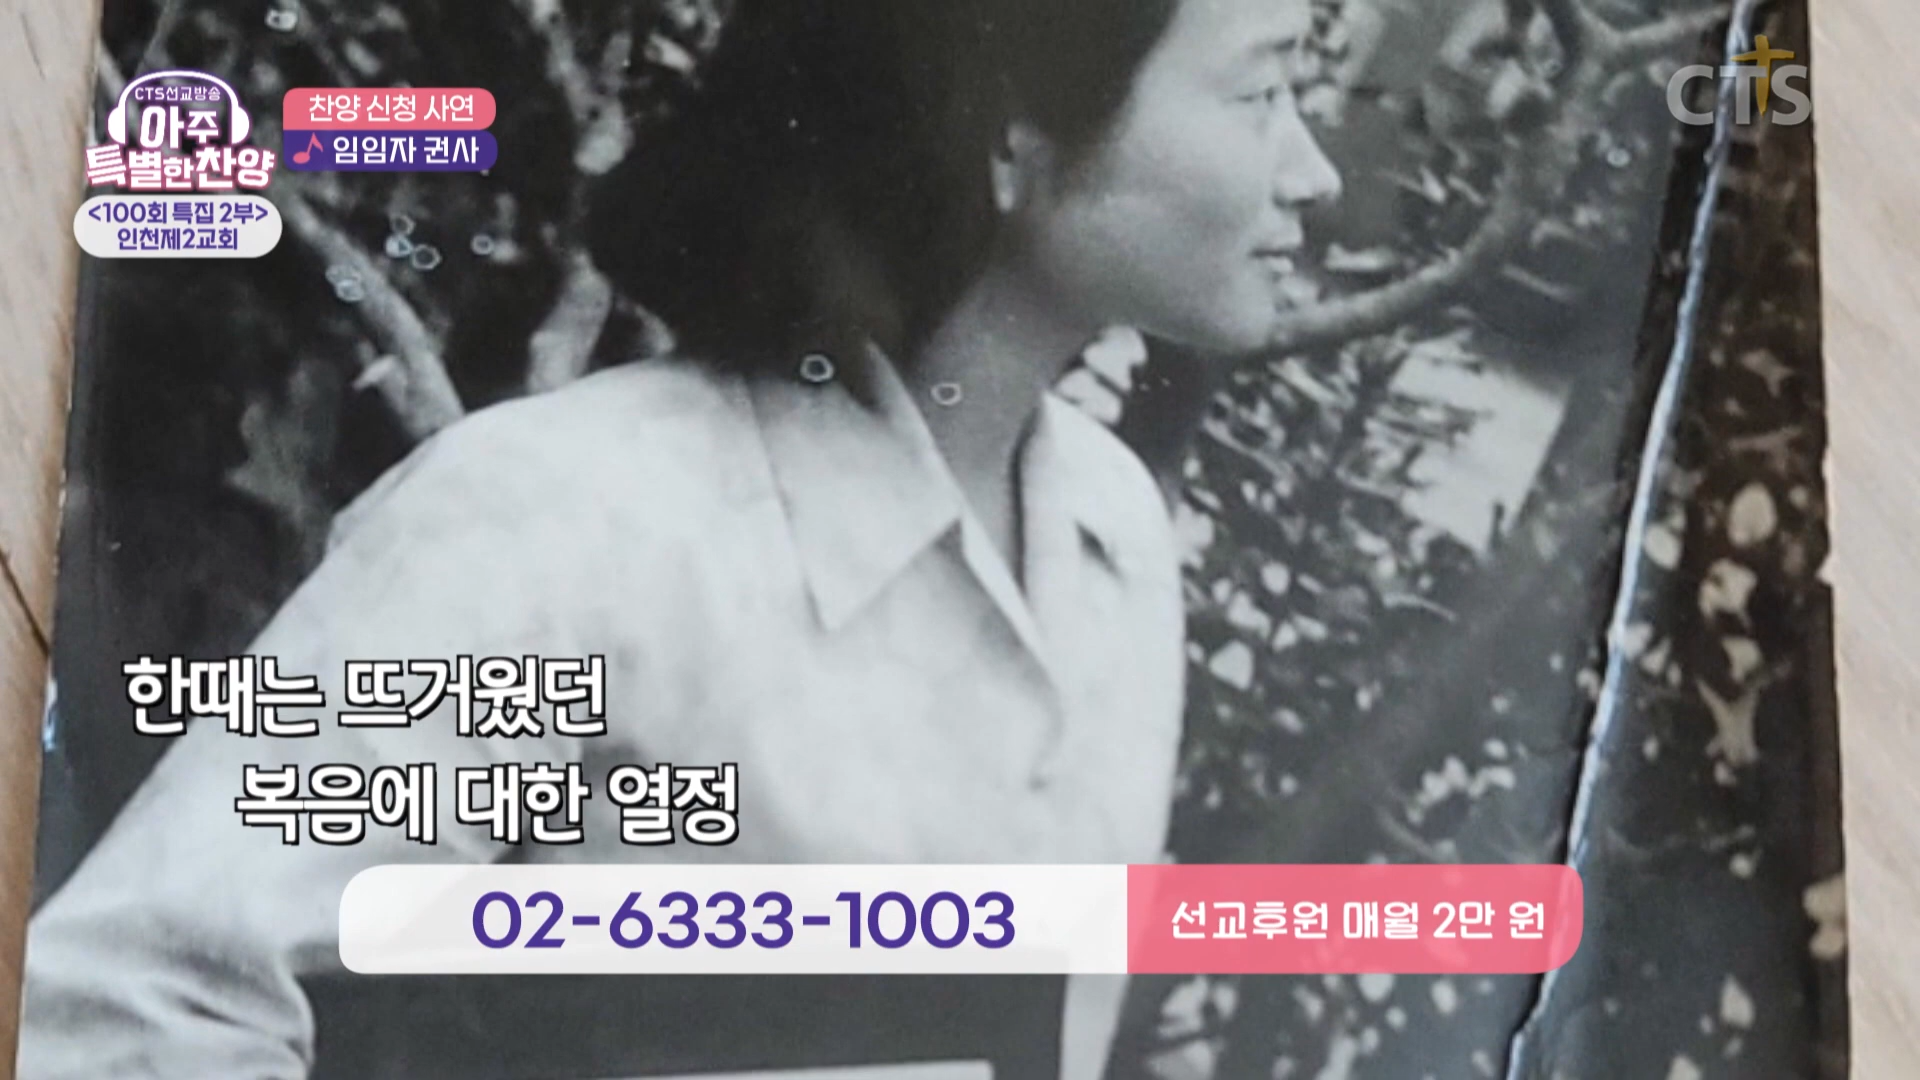 CTS선교방송
아주
특별한찬양
<100회 특집 2부>
인천제2교회
찬양 신청 사연
임임자 권사
CTS
한때는 뜨거웠던
복음에 대한 열정
02-6333-1003
선교후원 매월 2만 원